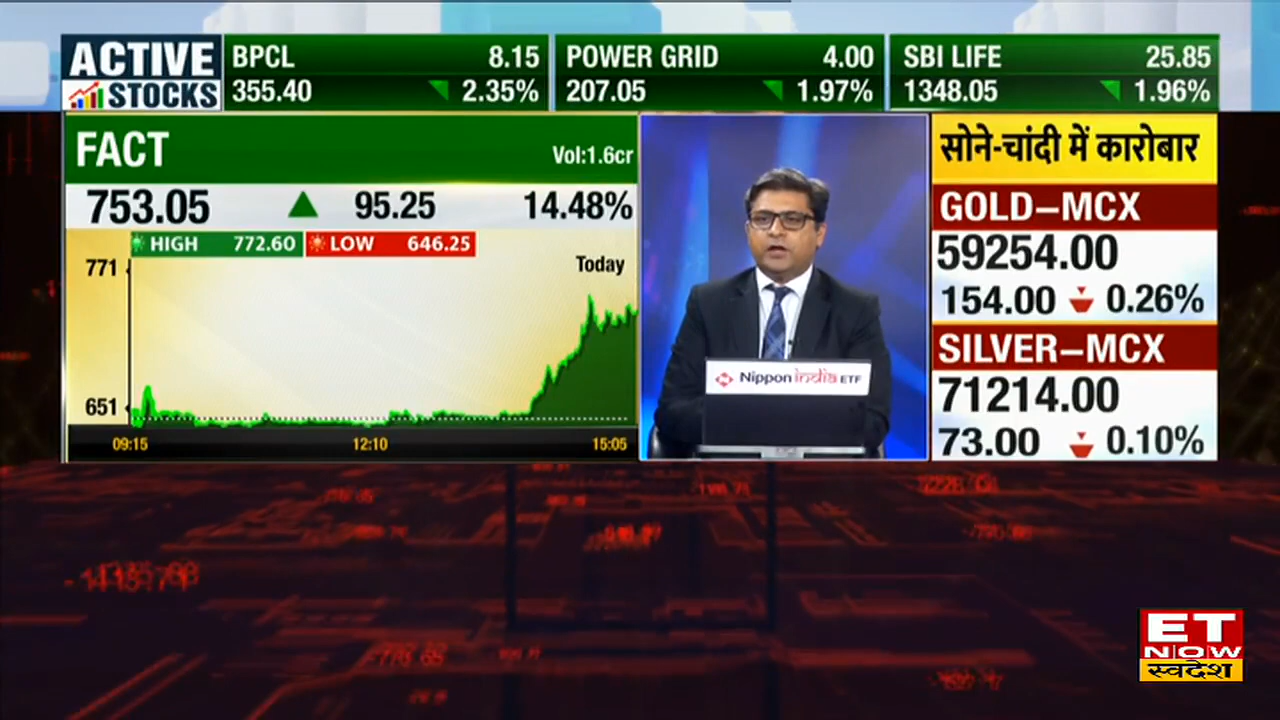 ACTIVE
STOCKS
BPCL 8.15
355.40 2.35%
POWER GRID 4.00
207.05 1.97%
SBI LIFE 25.85
1348.05 1.96%
FACT
Vol:1.6cr
753.05 95.25 14.48%
HIGH 772.60 LOW 646.25
Today
771
651
09:15 12:10 15:05
Nippon india ETF
सोने-चांदी में कारोबार
GOLD-MCX
59254.00
154.00 0.26%
SILVER-MCX
71214.00
73.00 0.10%
ET
NOW
स्वदेश